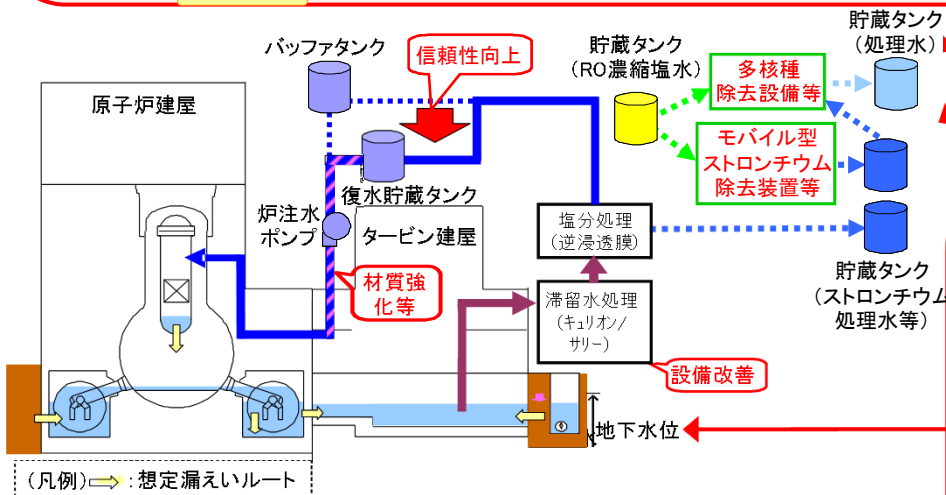 バッファタンク
信頼性向上
貯蔵タンク
(RO濃縮塩水)
多核種
除去設備等
貯蔵タンク
(処理水)
原子炉建屋
モバイル型
ストロンチウム
除去装置等
復水貯蔵タンク
炉注水
ポンプ
タービン建屋
塩分処理
(逆浸透膜)
材質強
化等
滞留水処理
(キュリオン/
サリー)
貯蔵タンク
(ストロンチウム
処理水等)
設備改善
地下水位
(凡例) :想定漏えいルート